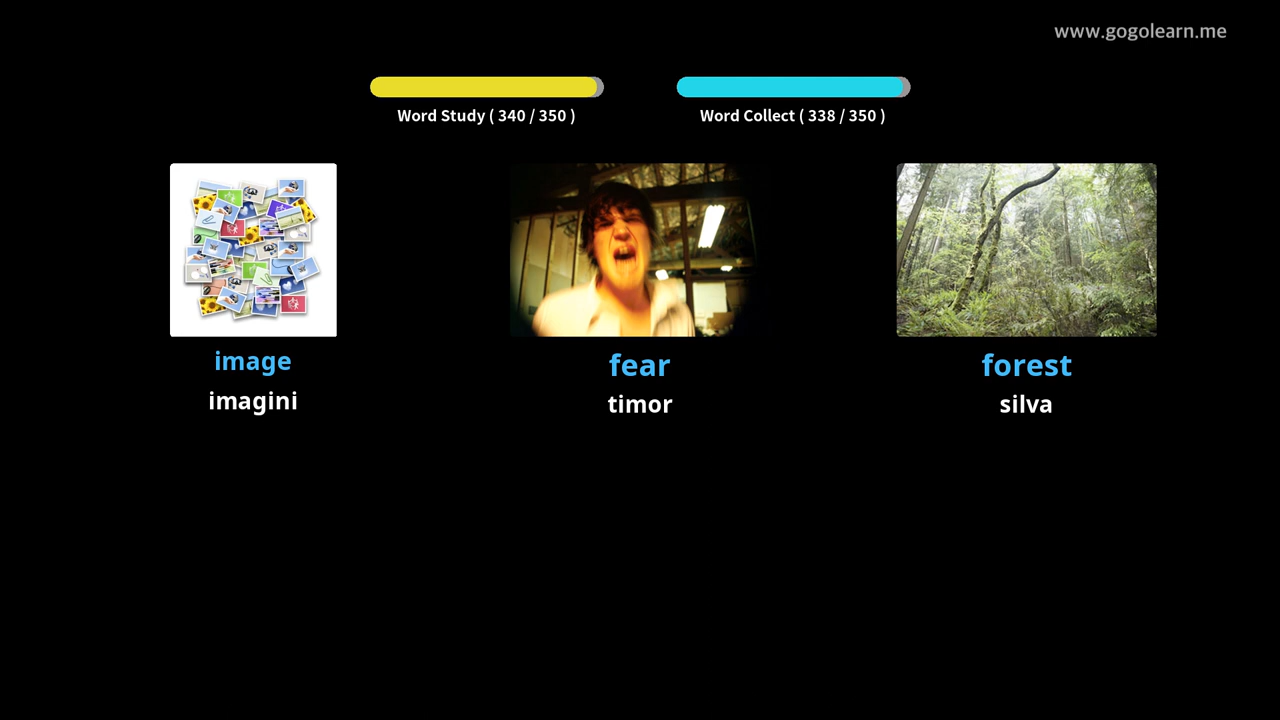 www.gogolearn.me
Word Study ( 340 / 350 )
Word Collect ( 338 / 350 )
image
imagini
fear
timor
forest
silva